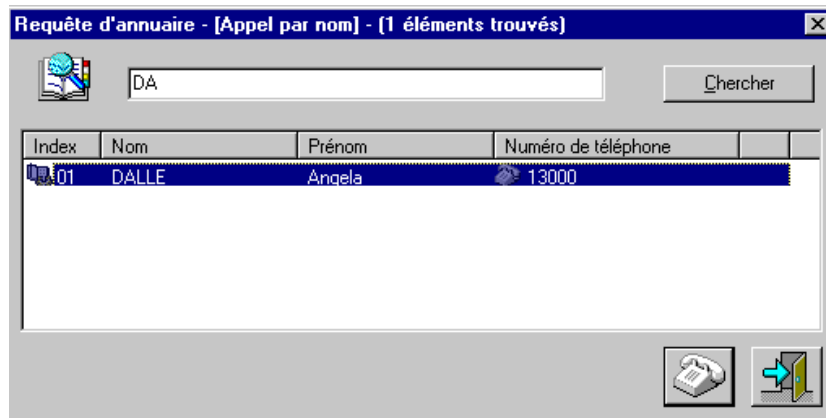 Requête d'annuaire - [Appel par nom] - (1 éléments trouvés)
DA
Chercher
Index Nom Prénom Numéro de téléphone
01 DALLE Angela 13000